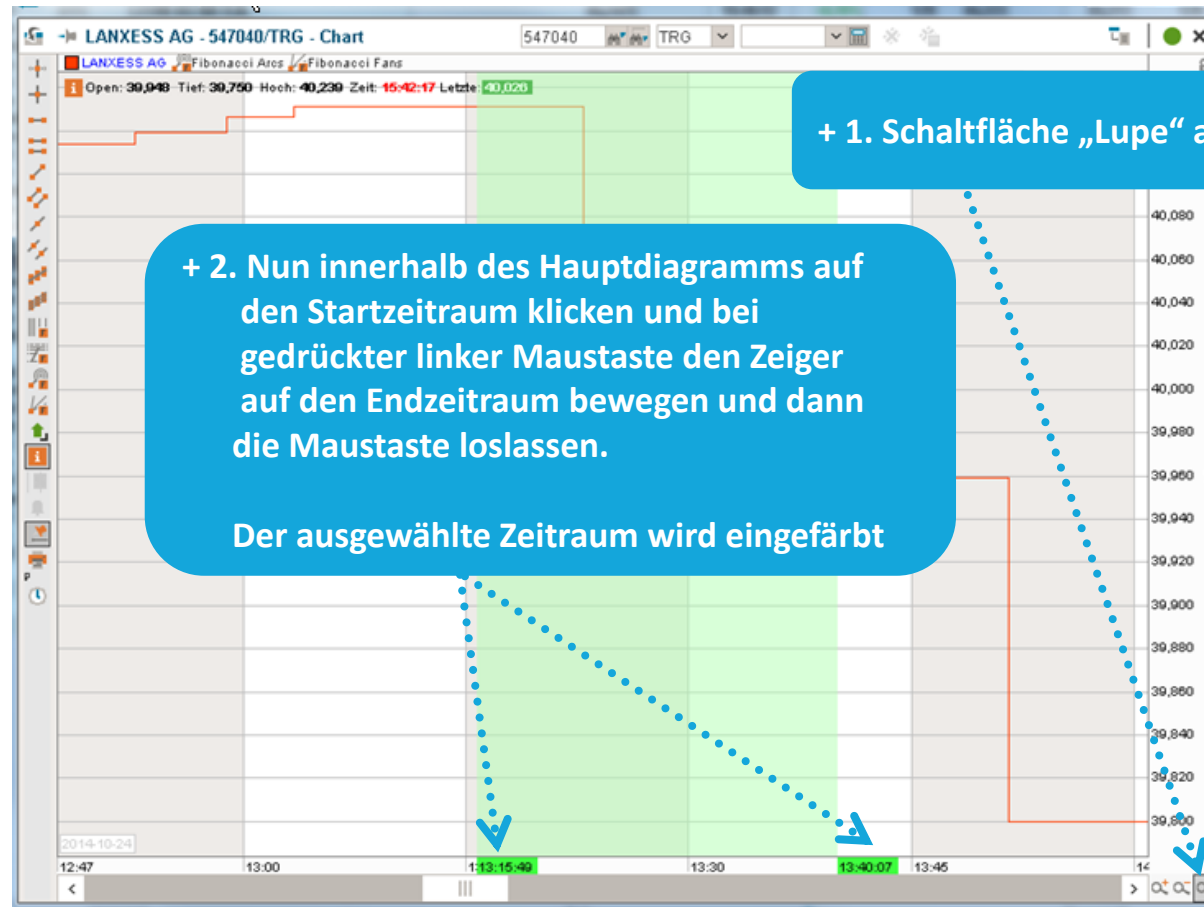 LANXESS AG - 547040/TRG - Chart
547040
TRG
LANXESS AG Fibonacci Arcs Fibonacci Fans
Open: 39,948 Tief: 39,750 Hoch: 40,239 Zeit: 15:42:17 Letzte: 40,026
+ 1. Schaltfläche „Lupe“ a
+ 2. Nun innerhalb des Hauptdiagramms auf
den Startzeitraum klicken und bei
gedrückter linker Maustaste den Zeiger
auf den Endzeitraum bewegen und dann
die Maustaste loslassen.
Der ausgewählte Zeitraum wird eingefärbt
40,080
40,060
40,040
40,020
40,000
39,980
39,960
39,940
39,920
39,900
39,880
39,860
39,840
39,820
39,800
P
2014-10-24
12:47
13:00
13:15:49
13:30
13:40:07
13:45
14